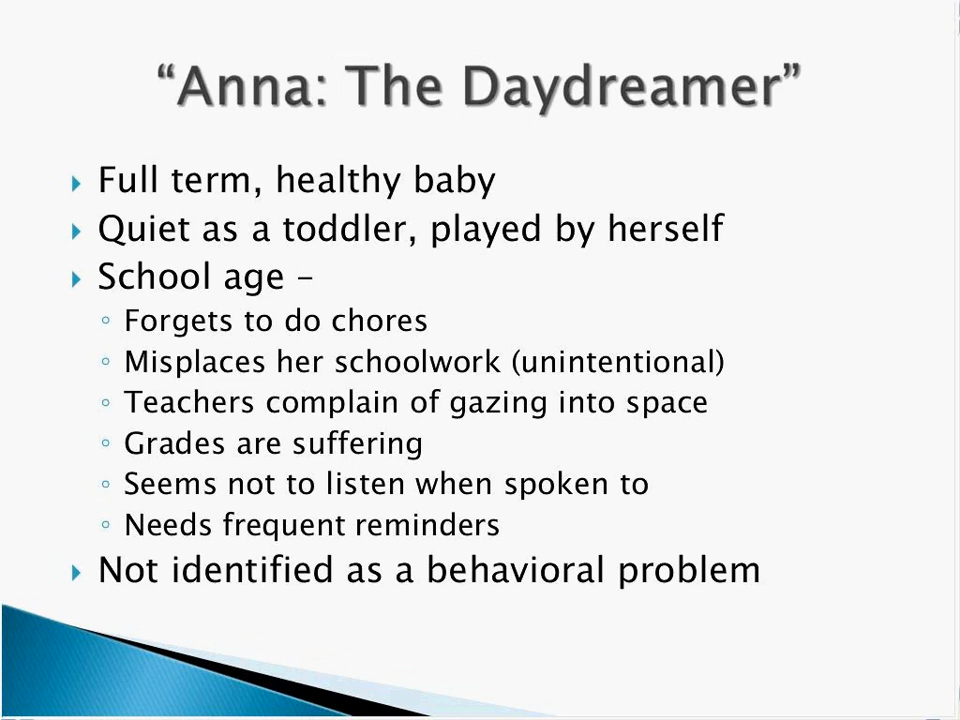 “Anna: The Daydreamer”
Full term, healthy baby
Quiet as a toddler, played by herself
School age –
Forgets to do chores
Misplaces her schoolwork (unintentional)
Teachers complain of gazing into space
Grades are suffering
Seems not to listen when spoken to
Needs frequent reminders
Not identified as a behavioral problem